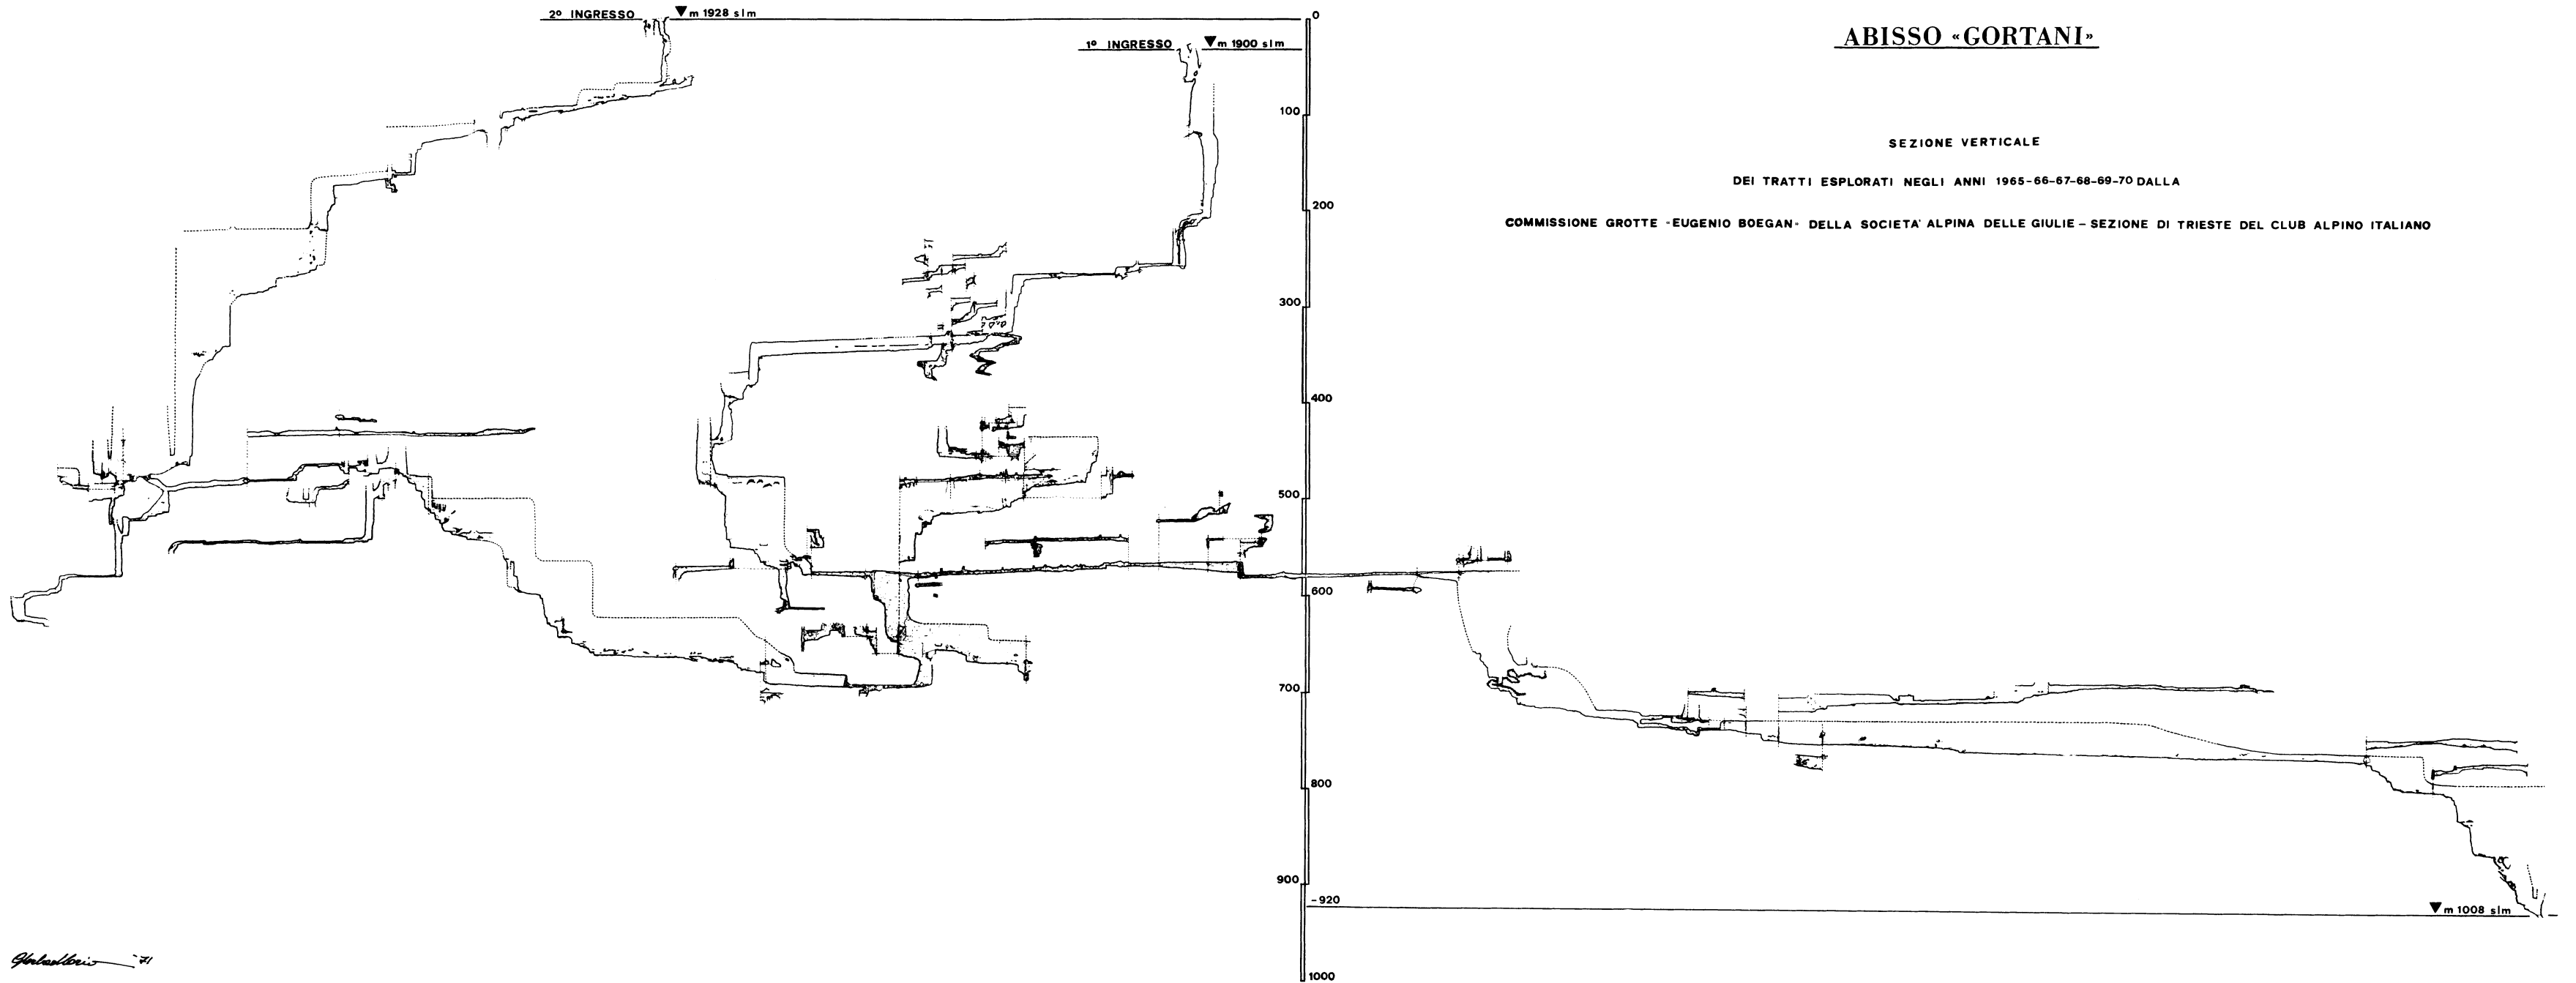 2º INGRESSO
m 1928 slm
1º INGRESSO
m 1900 slm
ABISSO «GORTANI»
SEZIONE VERTICALE
DEI TRATTI ESPLORATI NEGLI ANNI 1965-66-67-68-69-70 DALLA
COMMISSIONE GROTTE "EUGENIO BOEGAN" DELLA SOCIETA' ALPINA DELLE GIULIE – SEZIONE DI TRIESTE DEL CLUB ALPINO ITALIANO
0
100
200
300
400
500
600
700
800
900
-920
m 1008 slm
1000
'71